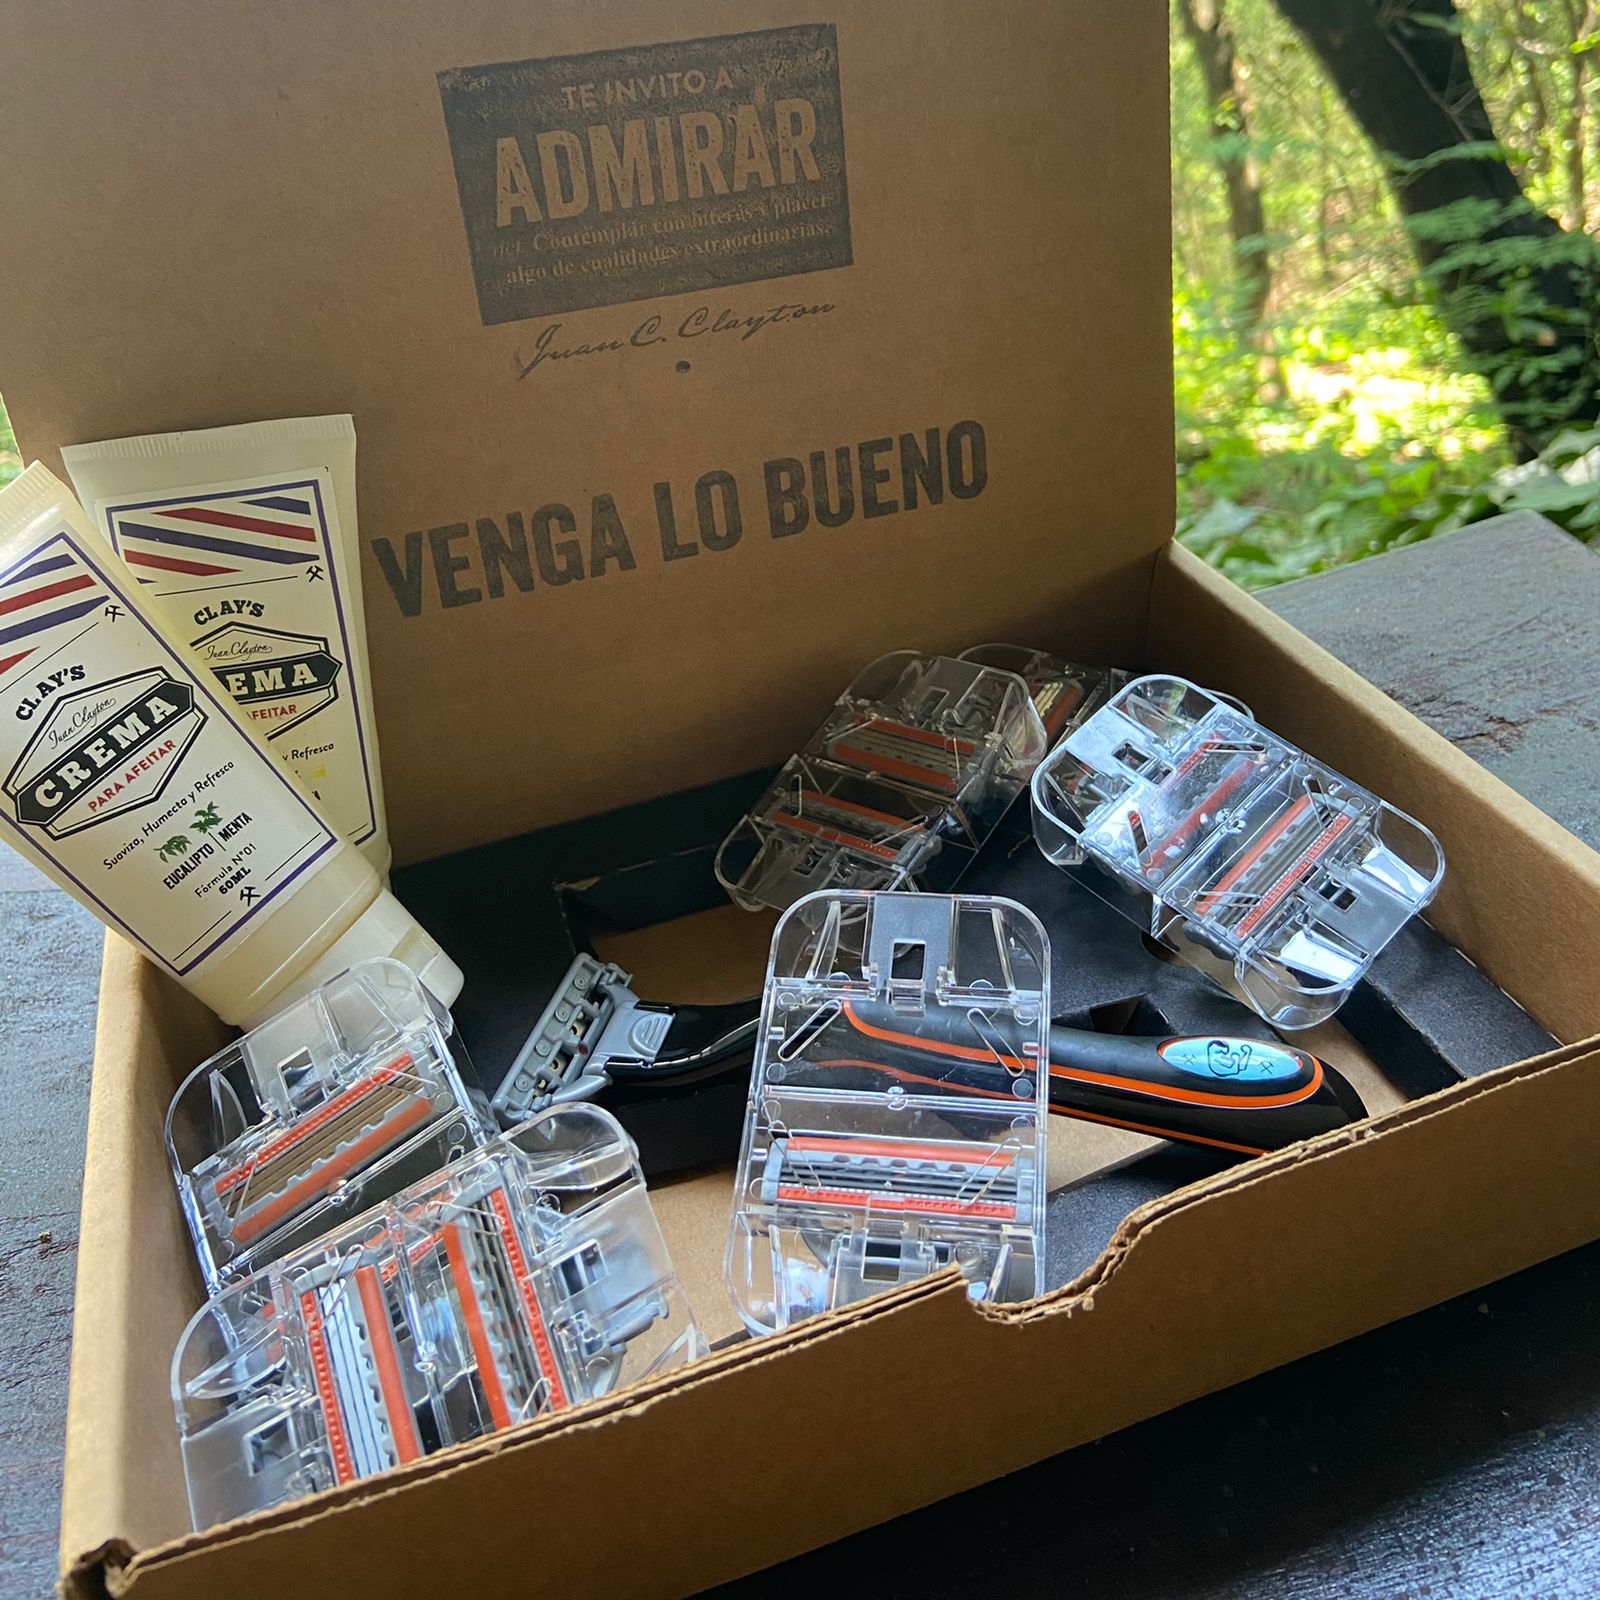 TE INVITO A
ADMIRAR
def. Contemplar con interés y placer
algo de cualidades extraordinarias.
Juan C. Clayton
VENGA LO BUENO
CLAY'S
Juan Clayton
CREMA
PARA AFEITAR
Suaviza, Humecta y Refresca
EUCALIPTO | MENTA
Fórmula N°01
60ML
CLAY'S
Juan Clayton
EMA
AFEITAR
y Refresca